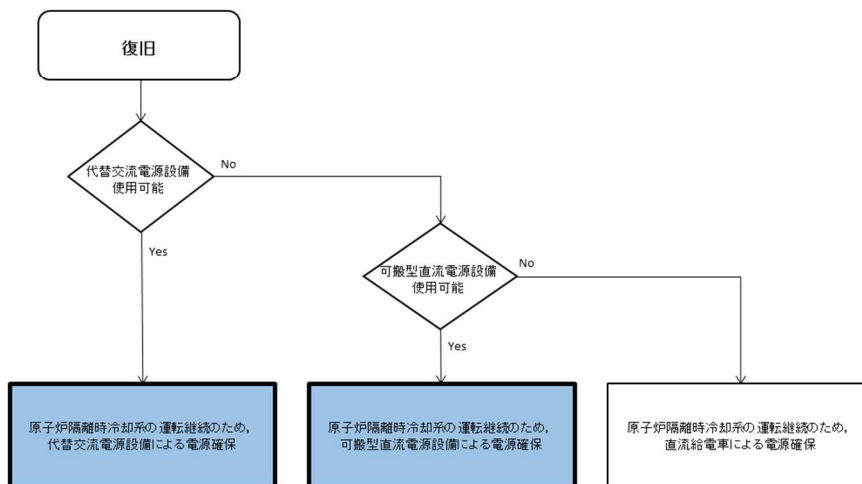 復旧
代替交流電源設備
使用可能
No
Yes
可搬型直流電源設備
使用可能
No
Yes
原子炉隔離時冷却系の運転継続のため,
代替交流電源設備による電源確保
原子炉隔離時冷却系の運転継続のため,
可搬型直流電源設備による電源確保
原子炉隔離時冷却系の運転継続のため,
直流給電車による電源確保